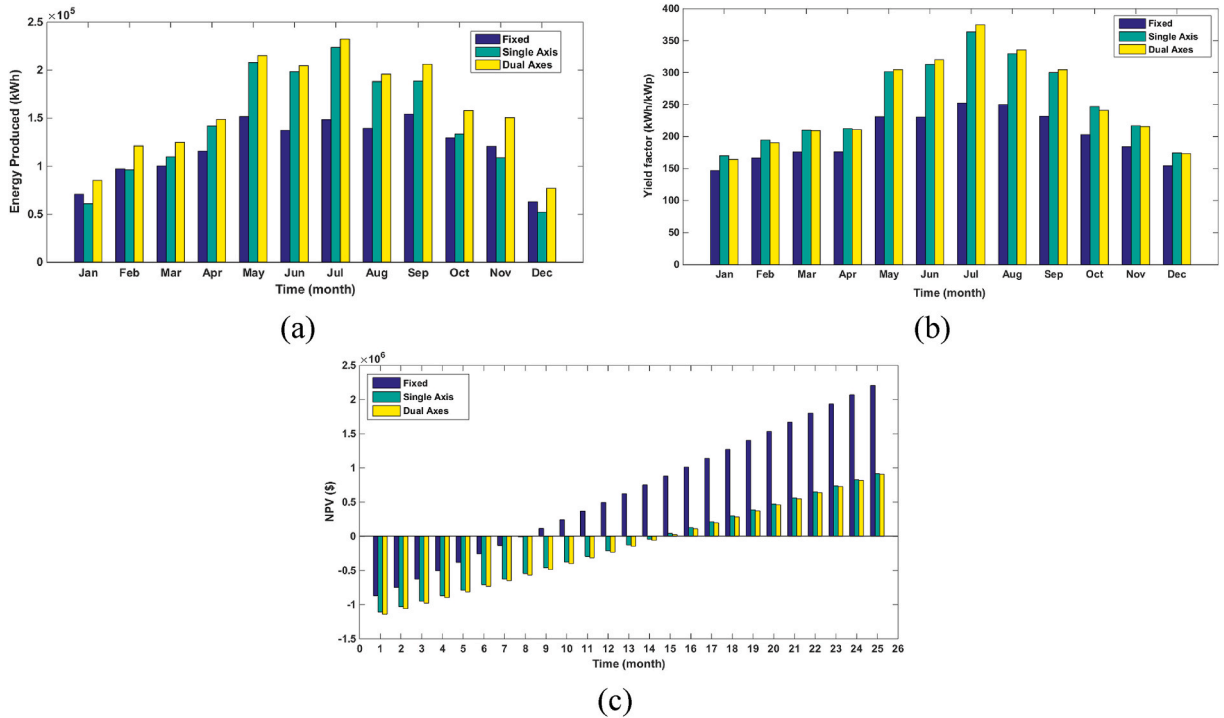 ×10⁵
2.5
2
1.5
1
0.5
0
Energy Produced (kWh)
Fixed
Single Axis
Dual Axes
Jan Feb Mar Apr May Jun Jul Aug Sep Oct Nov Dec
Time (month)
(a)
400
350
300
250
200
150
100
50
0
Yield factor (kWh/kWp)
Fixed
Single Axis
Dual Axes
Jan Feb Mar Apr May Jun Jul Aug Sep Oct Nov Dec
Time (month)
(b)
×10⁶
2.5
2
1.5
1
0.5
0
-0.5
-1
-1.5
NPV ($)
Fixed
Single Axis
Dual Axes
0 1 2 3 4 5 6 7 8 9 10 11 12 13 14 15 16 17 18 19 20 21 22 23 24 25 26
Time (month)
(c)